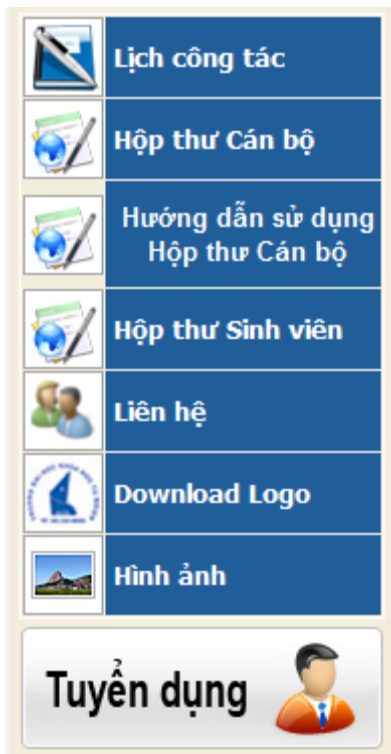 Lịch công tác
Hộp thư Cán bộ
Hướng dẫn sử dụng
Hộp thư Cán bộ
Hộp thư Sinh viên
Liên hệ
Download Logo
Hình ảnh
Tuyển dụng